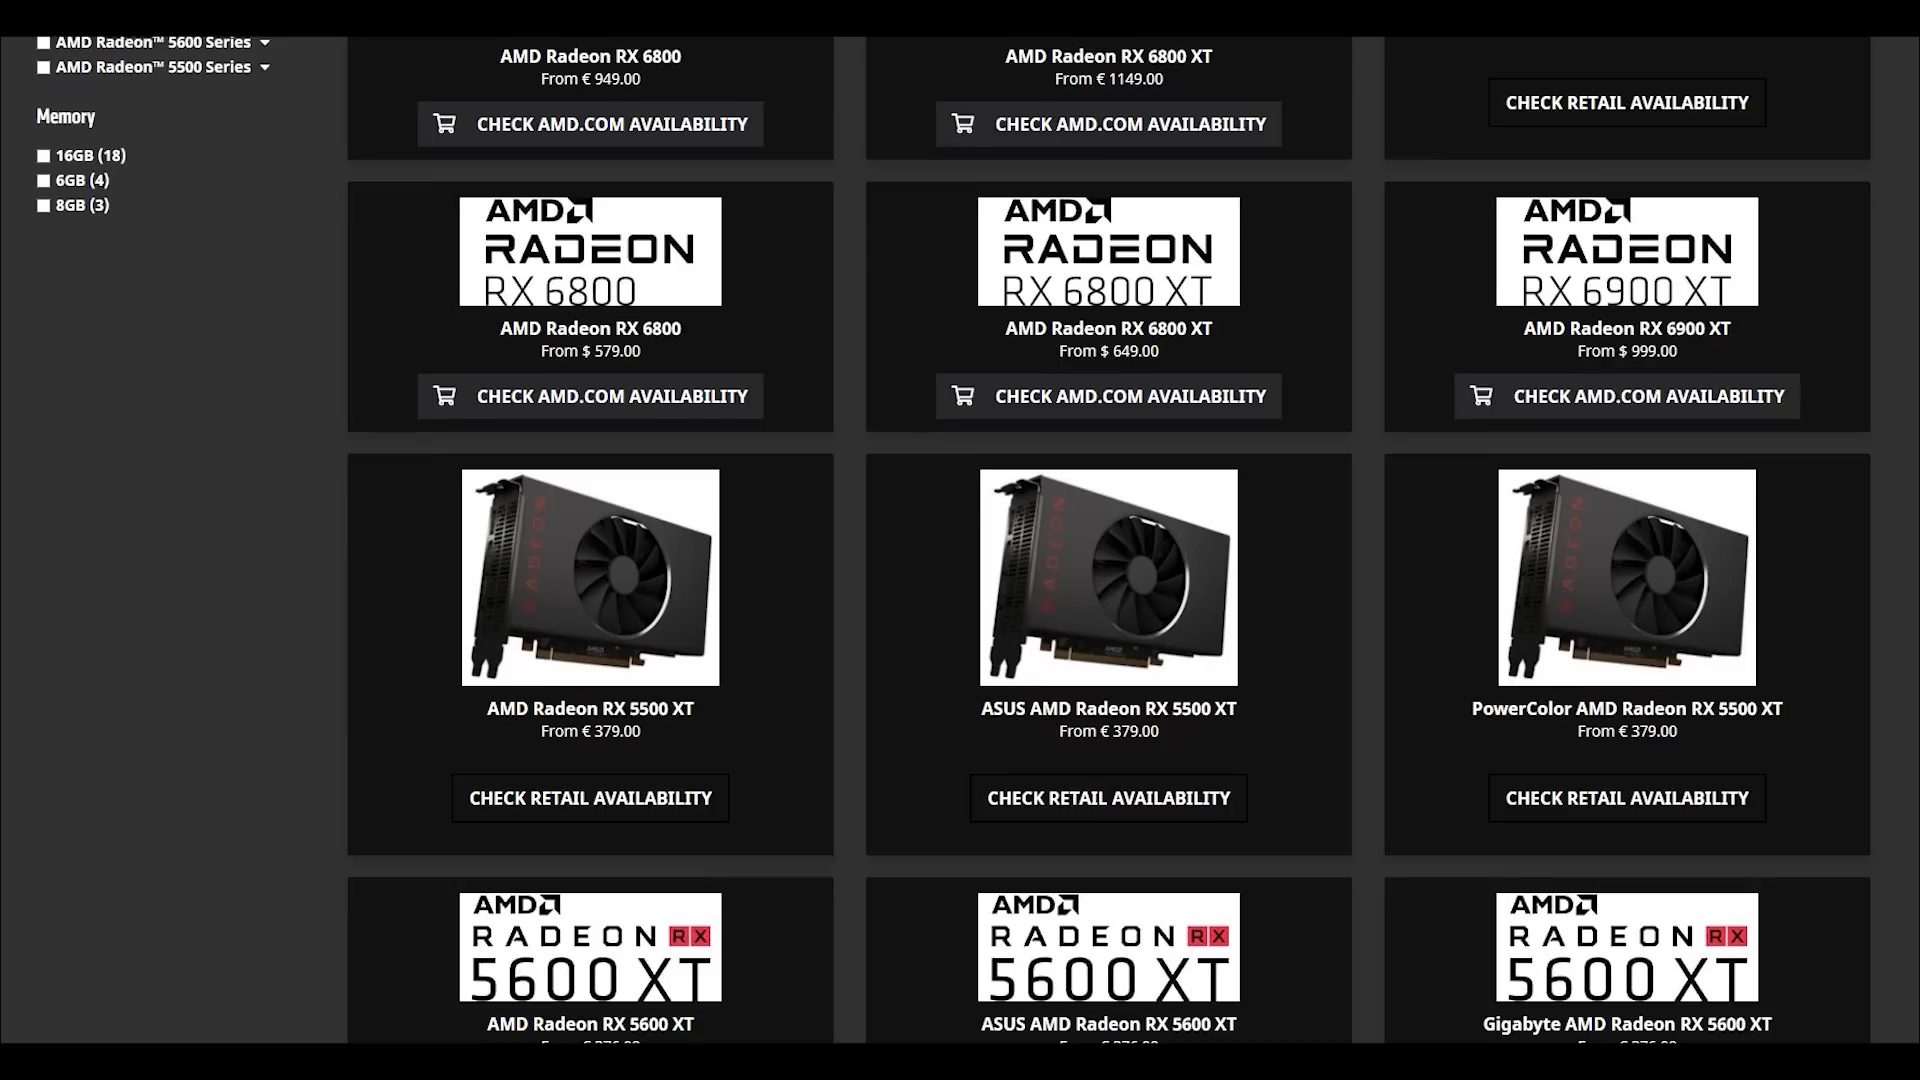 AMD Radeon™ 5600 Series
AMD Radeon™ 5500 Series
Memory
16GB (18)
6GB (4)
8GB (3)
AMD Radeon RX 6800
From € 949.00
CHECK AMD.COM AVAILABILITY
AMD Radeon RX 6800 XT
From € 1149.00
CHECK AMD.COM AVAILABILITY
CHECK RETAIL AVAILABILITY
AMD
RADEON
RX 6800
AMD Radeon RX 6800
From $ 579.00
CHECK AMD.COM AVAILABILITY
AMD
RADEON
RX 6800 XT
AMD Radeon RX 6800 XT
From $ 649.00
CHECK AMD.COM AVAILABILITY
AMD
RADEON
RX 6900 XT
AMD Radeon RX 6900 XT
From $ 999.00
CHECK AMD.COM AVAILABILITY
RADEON
AMD Radeon RX 5500 XT
From € 379.00
CHECK RETAIL AVAILABILITY
RADEON
ASUS AMD Radeon RX 5500 XT
From € 379.00
CHECK RETAIL AVAILABILITY
RADEON
PowerColor AMD Radeon RX 5500 XT
From € 379.00
CHECK RETAIL AVAILABILITY
AMD
RADEON RX
5600 XT
AMD Radeon RX 5600 XT
AMD
RADEON RX
5600 XT
ASUS AMD Radeon RX 5600 XT
AMD
RADEON RX
5600 XT
Gigabyte AMD Radeon RX 5600 XT